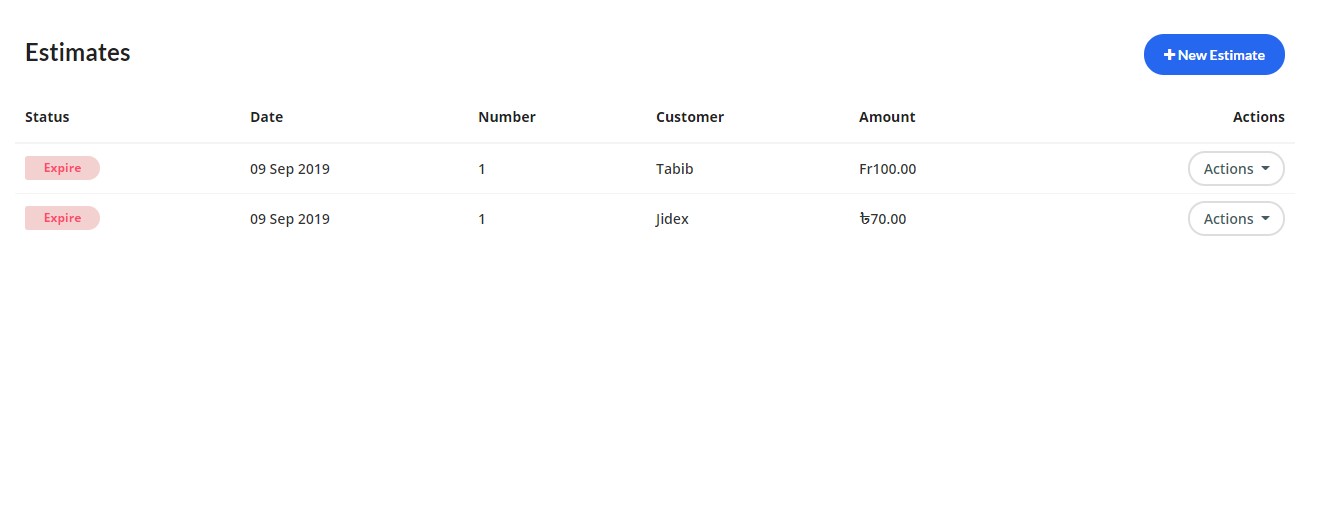 Estimates
New Estimate
Status Date Number Customer Amount Actions
Expire 09 Sep 2019 1 Tabib Fr100.00 Actions
Expire 09 Sep 2019 1 Jidex ৳70.00 Actions